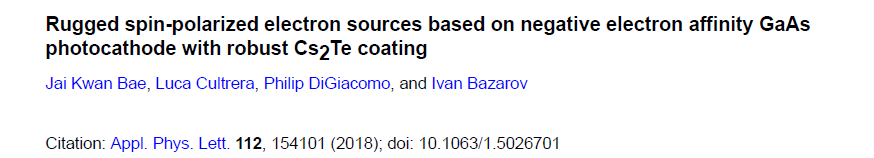 Rugged spin-polarized electron sources based on negative electron affinity GaAs
photocathode with robust Cs2Te coating
Jai Kwan Bae, Luca Cultrera, Philip DiGiacomo, and Ivan Bazarov
Citation: Appl. Phys. Lett. 112, 154101 (2018); doi: 10.1063/1.5026701